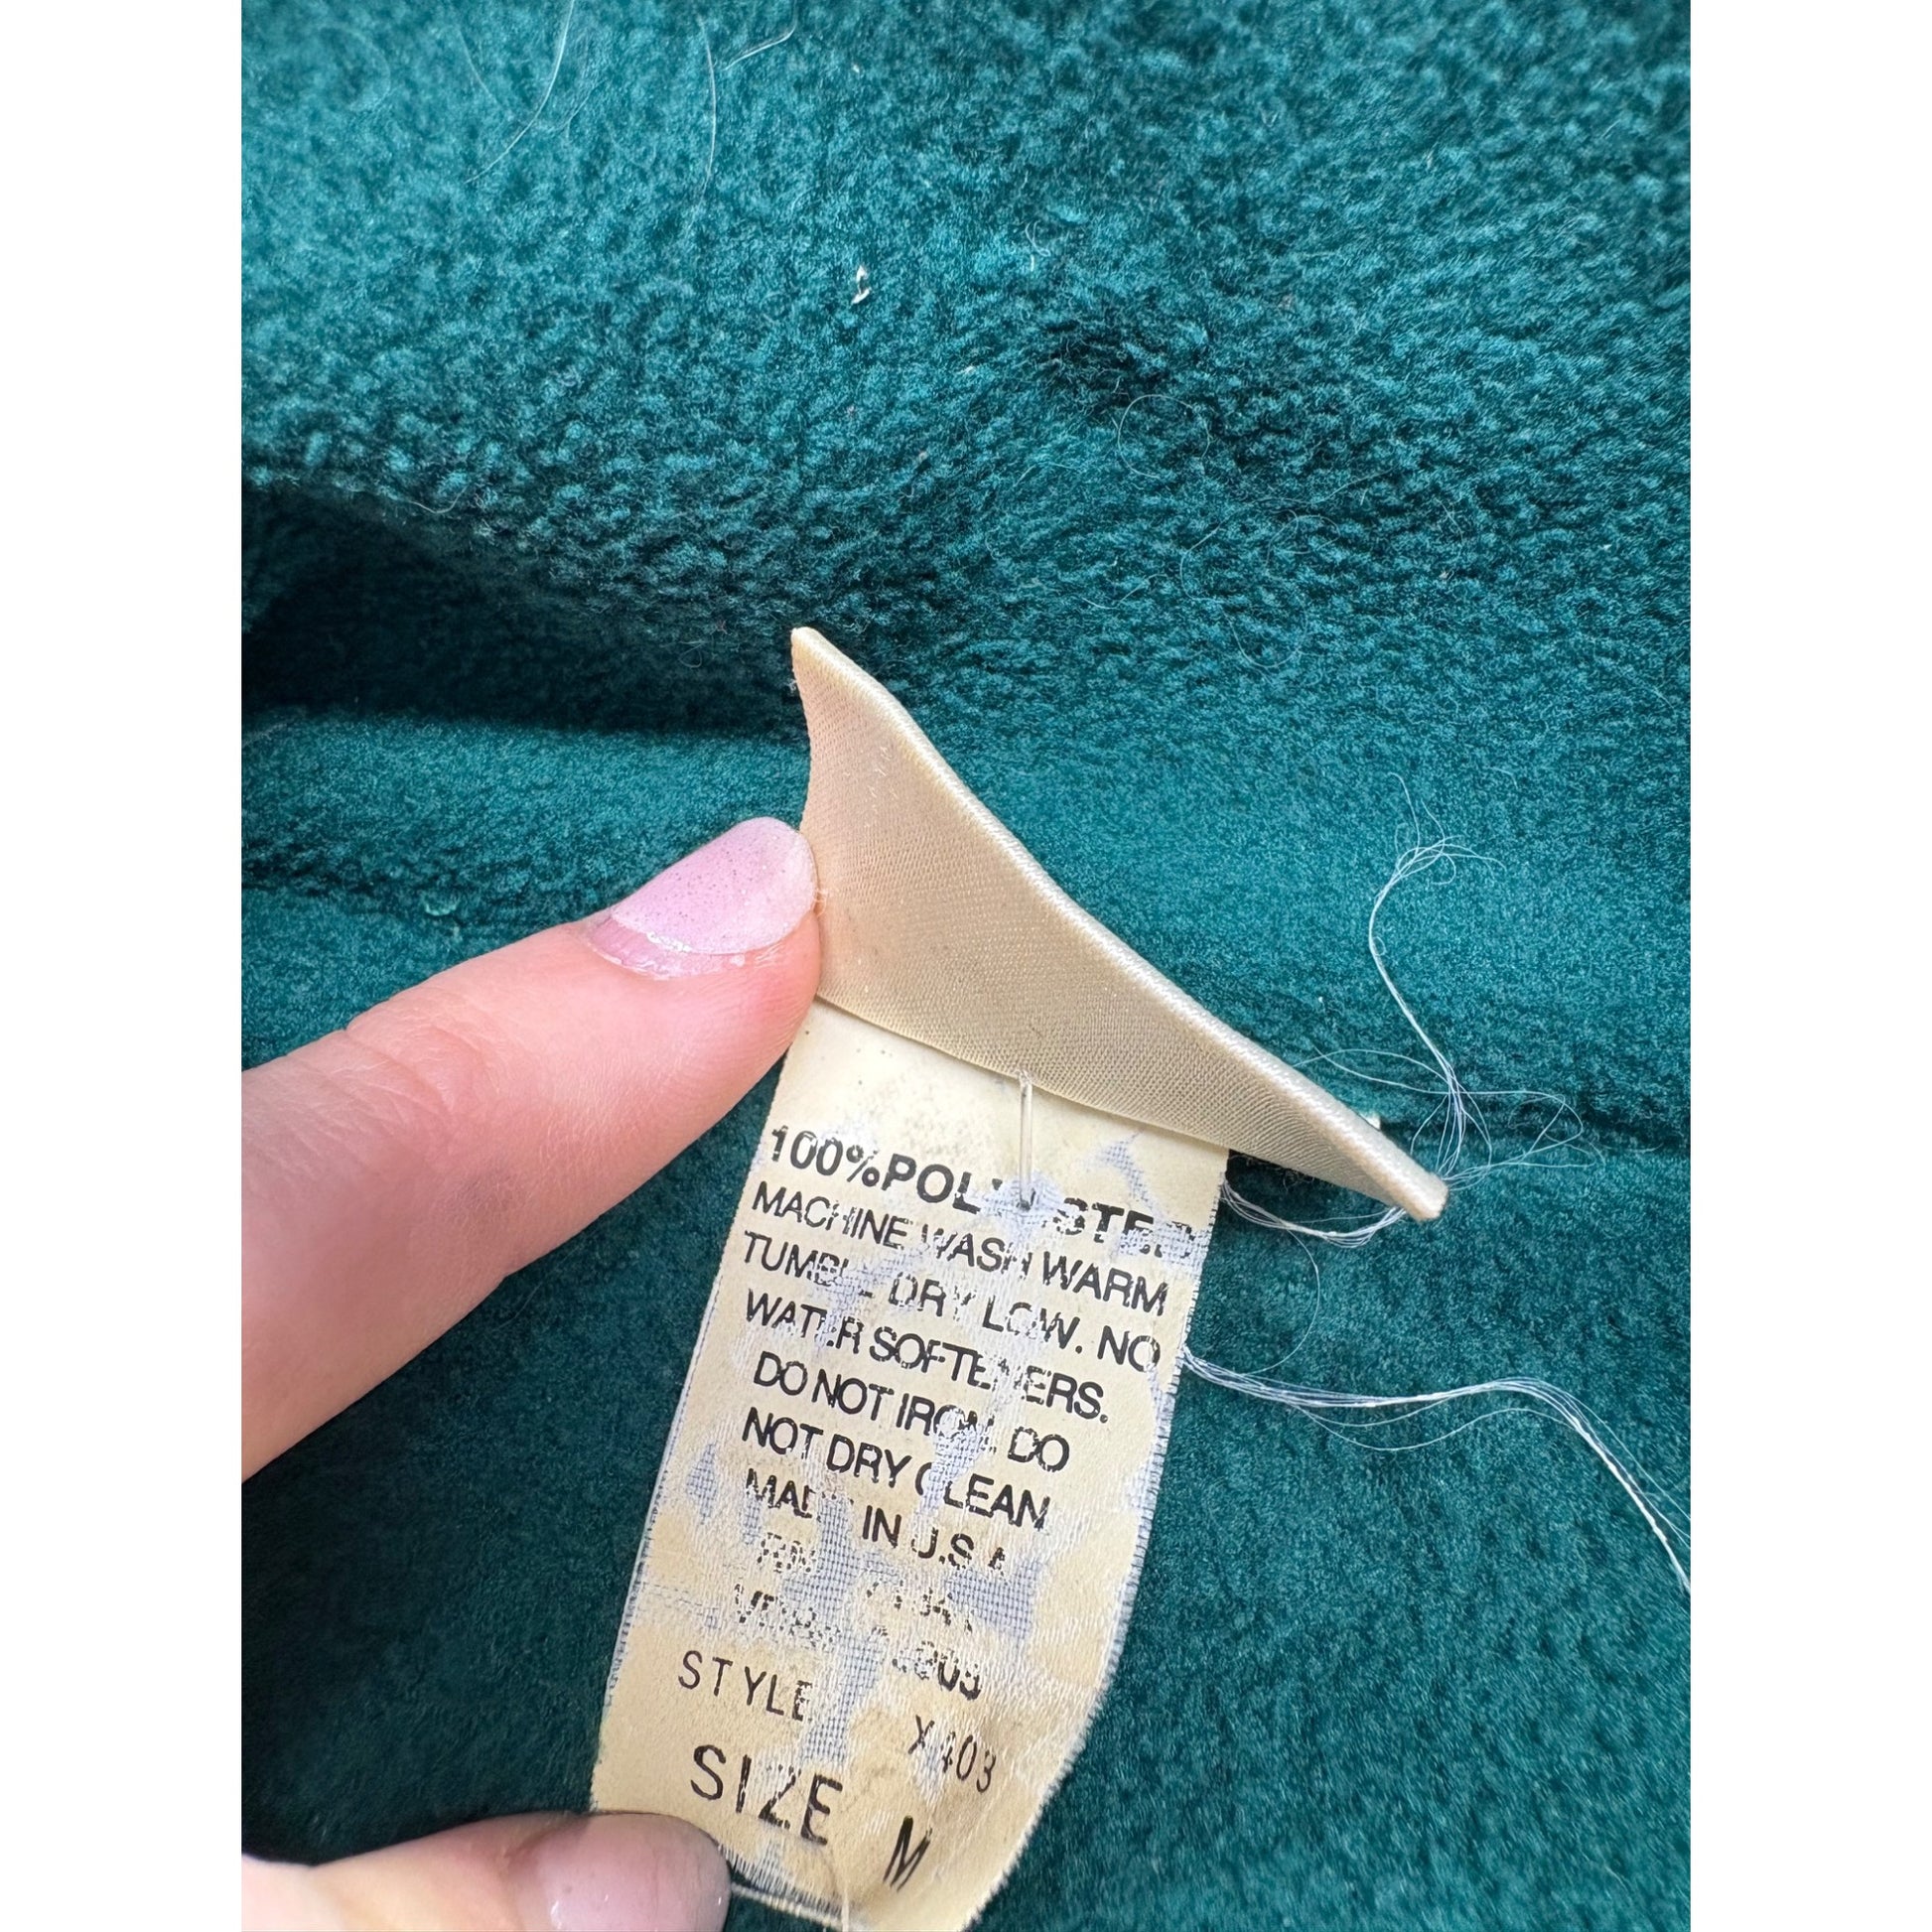 100% POLYESTER
MACHINE WASH WARM
TUMBLE DRY LOW. NO
WATER SOFTENERS.
DO NOT IRON. DO
NOT DRY CLEAN
MADE IN U.S.A
RN
STYLE X403
SIZE M